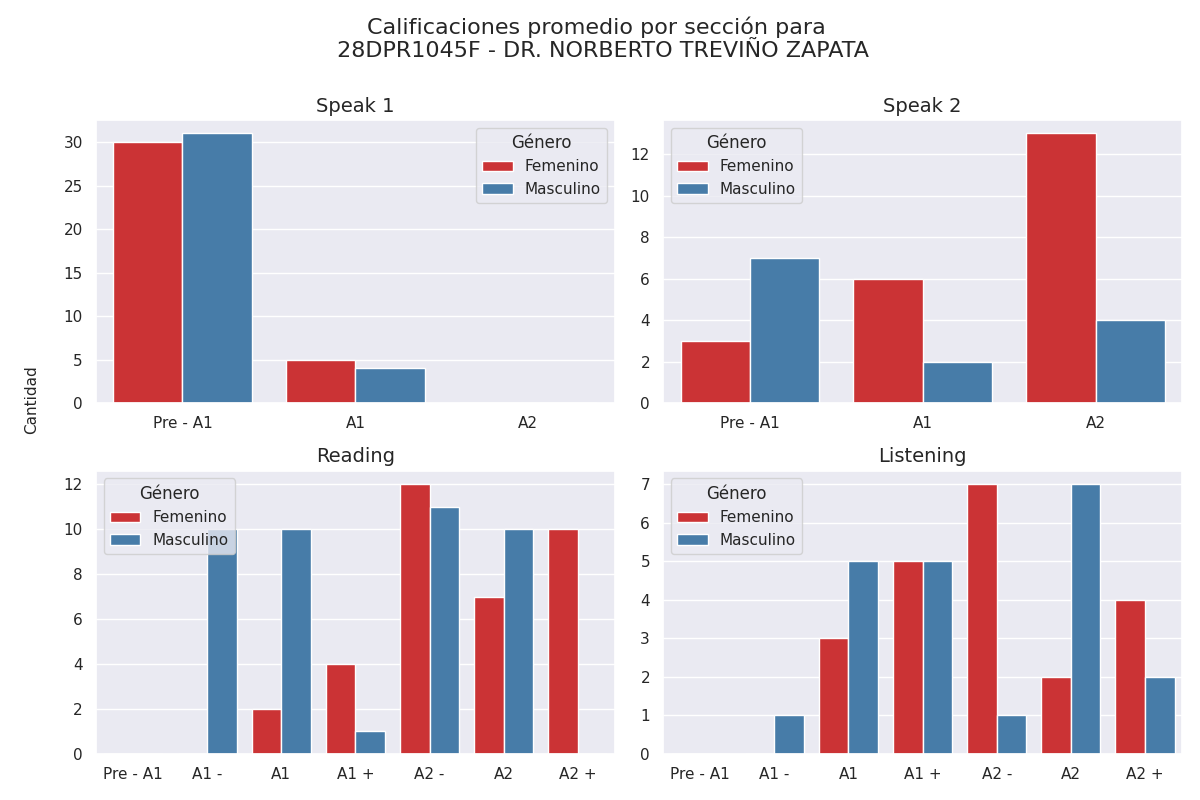 Calificaciones promedio por sección para
28DPR1045F - DR. NORBERTO TREVIÑO ZAPATA
Speak 1
Género
Femenino
Masculino
30
25
20
15
10
5
0
Pre - A1
A1
A2
Speak 2
Género
Femenino
Masculino
12
10
8
6
4
2
0
Pre - A1
A1
A2
Cantidad
Reading
Género
Femenino
Masculino
12
10
8
6
4
2
0
Pre - A1
A1 -
A1
A1 +
A2 -
A2
A2 +
Listening
Género
Femenino
Masculino
7
6
5
4
3
2
1
0
Pre - A1
A1 -
A1
A1 +
A2 -
A2
A2 +